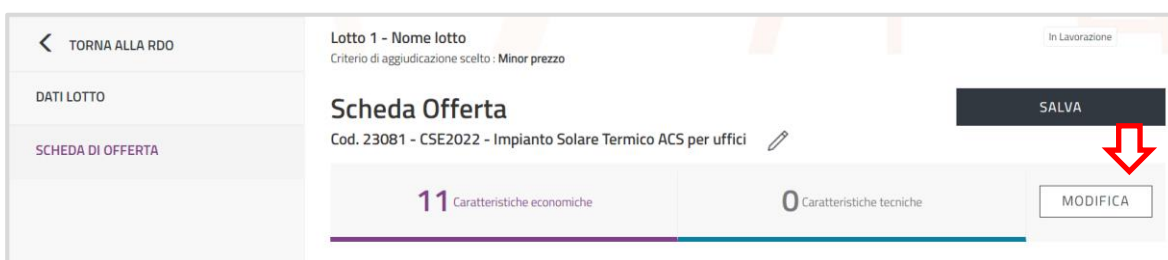 TORNA ALLA RDO
DATI LOTTO
SCHEDA DI OFFERTA
Lotto 1 - Nome lotto
Criterio di aggiudicazione scelto : Minor prezzo
In Lavorazione
Scheda Offerta
SALVA
Cod. 23081 - CSE2022 - Impianto Solare Termico ACS per uffici
11 Caratteristiche economiche
0 Caratteristiche tecniche
MODIFICA